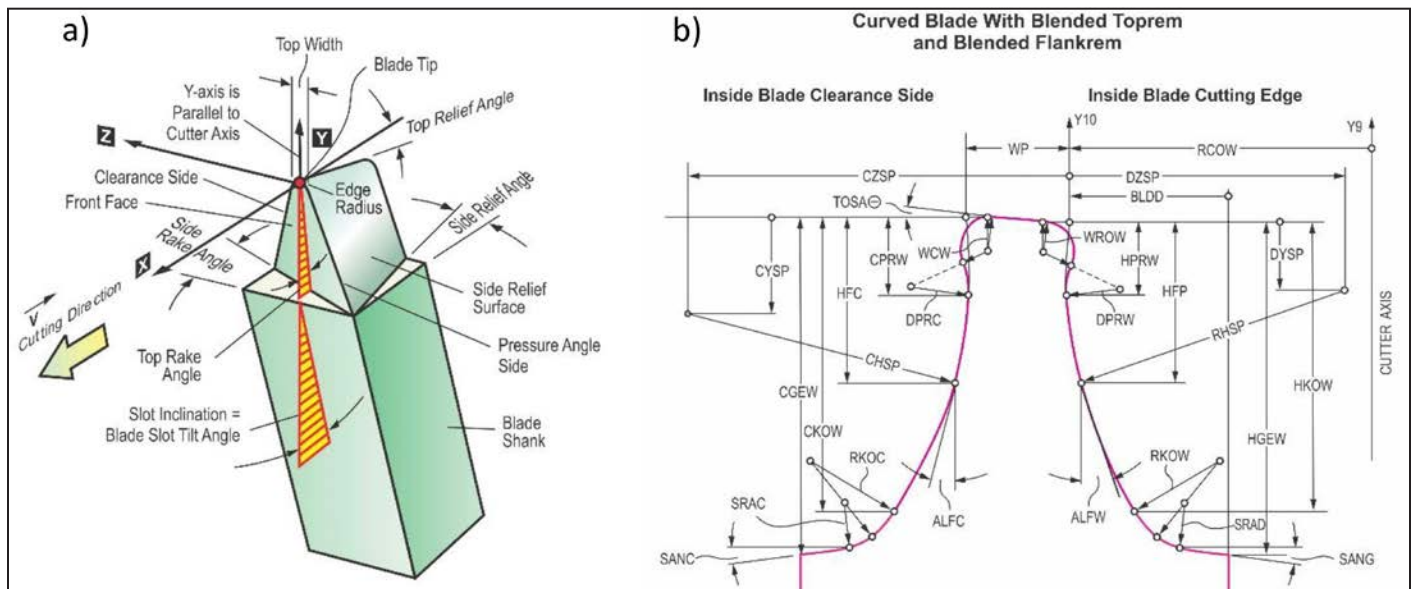 a)
Top Width
Blade Tip
Y-axis is
Parallel to
Cutter Axis
Y
Top Relief Angle
Z
Clearance Side
Front Face
Edge
Radius
Side Relief Angle
Side
Rake Angle
X
V
Cutting Direction
Side Relief
Surface
Top Rake
Angle
Pressure Angle
Side
Slot Inclination =
Blade Slot Tilt Angle
Blade
Shank
b)
Curved Blade With Blended Toprem
and Blended Flankrem
Inside Blade Clearance Side
Inside Blade Cutting Edge
Y10
Y9
WP
RCOW
CZSP
DZSP
TOSA⊖
BLDD
WCW
WROW
CYSP
CPRW
HPRW
DYSP
HFC
HFP
DPRC
DPRW
RHSP
CHSP
CUTTER AXIS
CGEW
HKOW
CKOW
HGEW
RKOC
RKOW
SRAC
ALFC
ALFW
SRAD
SANC
SANG